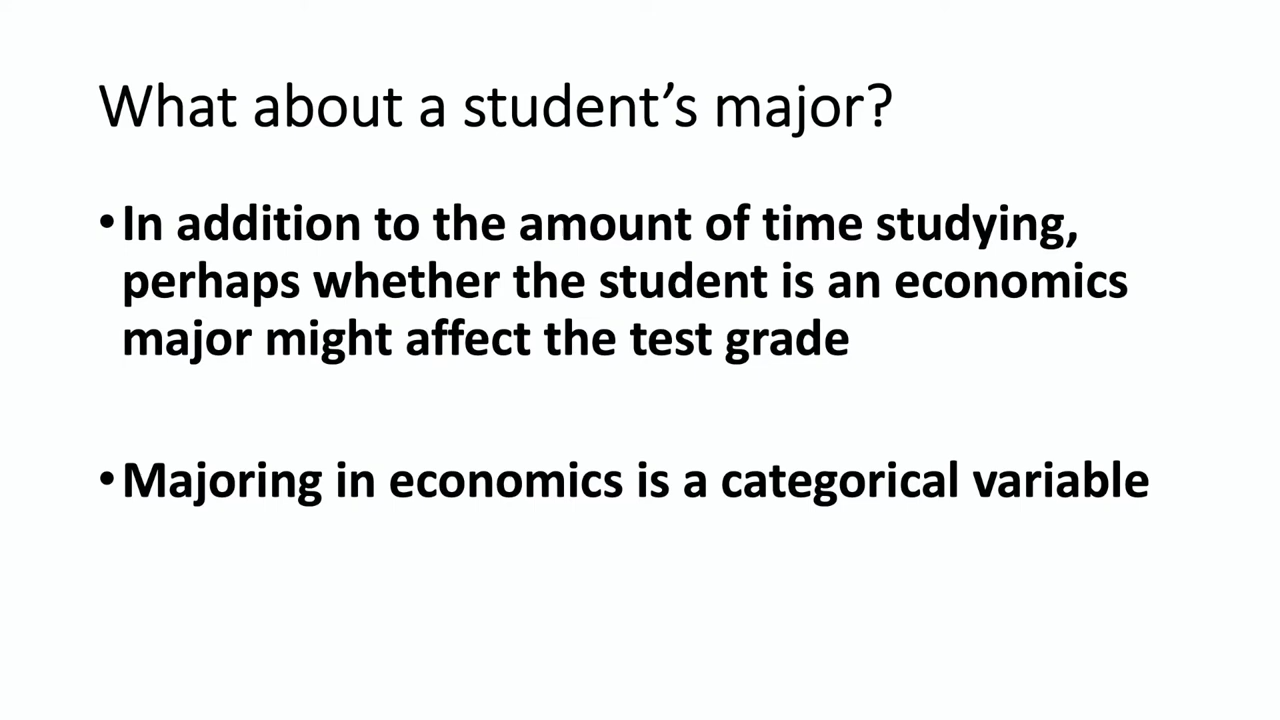 What about a student’s major?
•In addition to the amount of time studying,
perhaps whether the student is an economics
major might affect the test grade
•Majoring in economics is a categorical variable